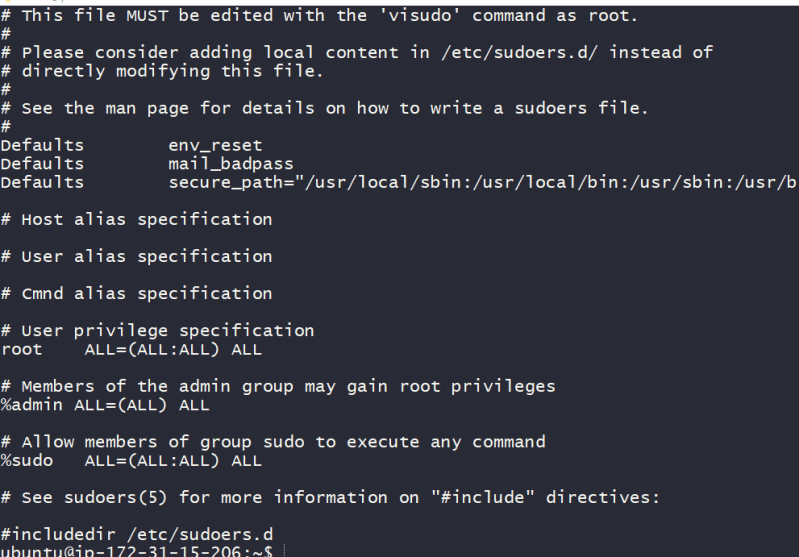 # This file MUST be edited with the 'visudo' command as root.
#
# Please consider adding local content in /etc/sudoers.d/ instead of
# directly modifying this file.
#
# See the man page for details on how to write a sudoers file.
#
Defaults        env_reset
Defaults        mail_badpass
Defaults        secure_path="/usr/local/sbin:/usr/local/bin:/usr/sbin:/usr/b
# Host alias specification
# User alias specification
# Cmnd alias specification
# User privilege specification
root    ALL=(ALL:ALL) ALL
# Members of the admin group may gain root privileges
%admin ALL=(ALL) ALL
# Allow members of group sudo to execute any command
%sudo   ALL=(ALL:ALL) ALL
# See sudoers(5) for more information on "#include" directives:
#includedir /etc/sudoers.d
ubuntu@ip-172-31-15-206:~$